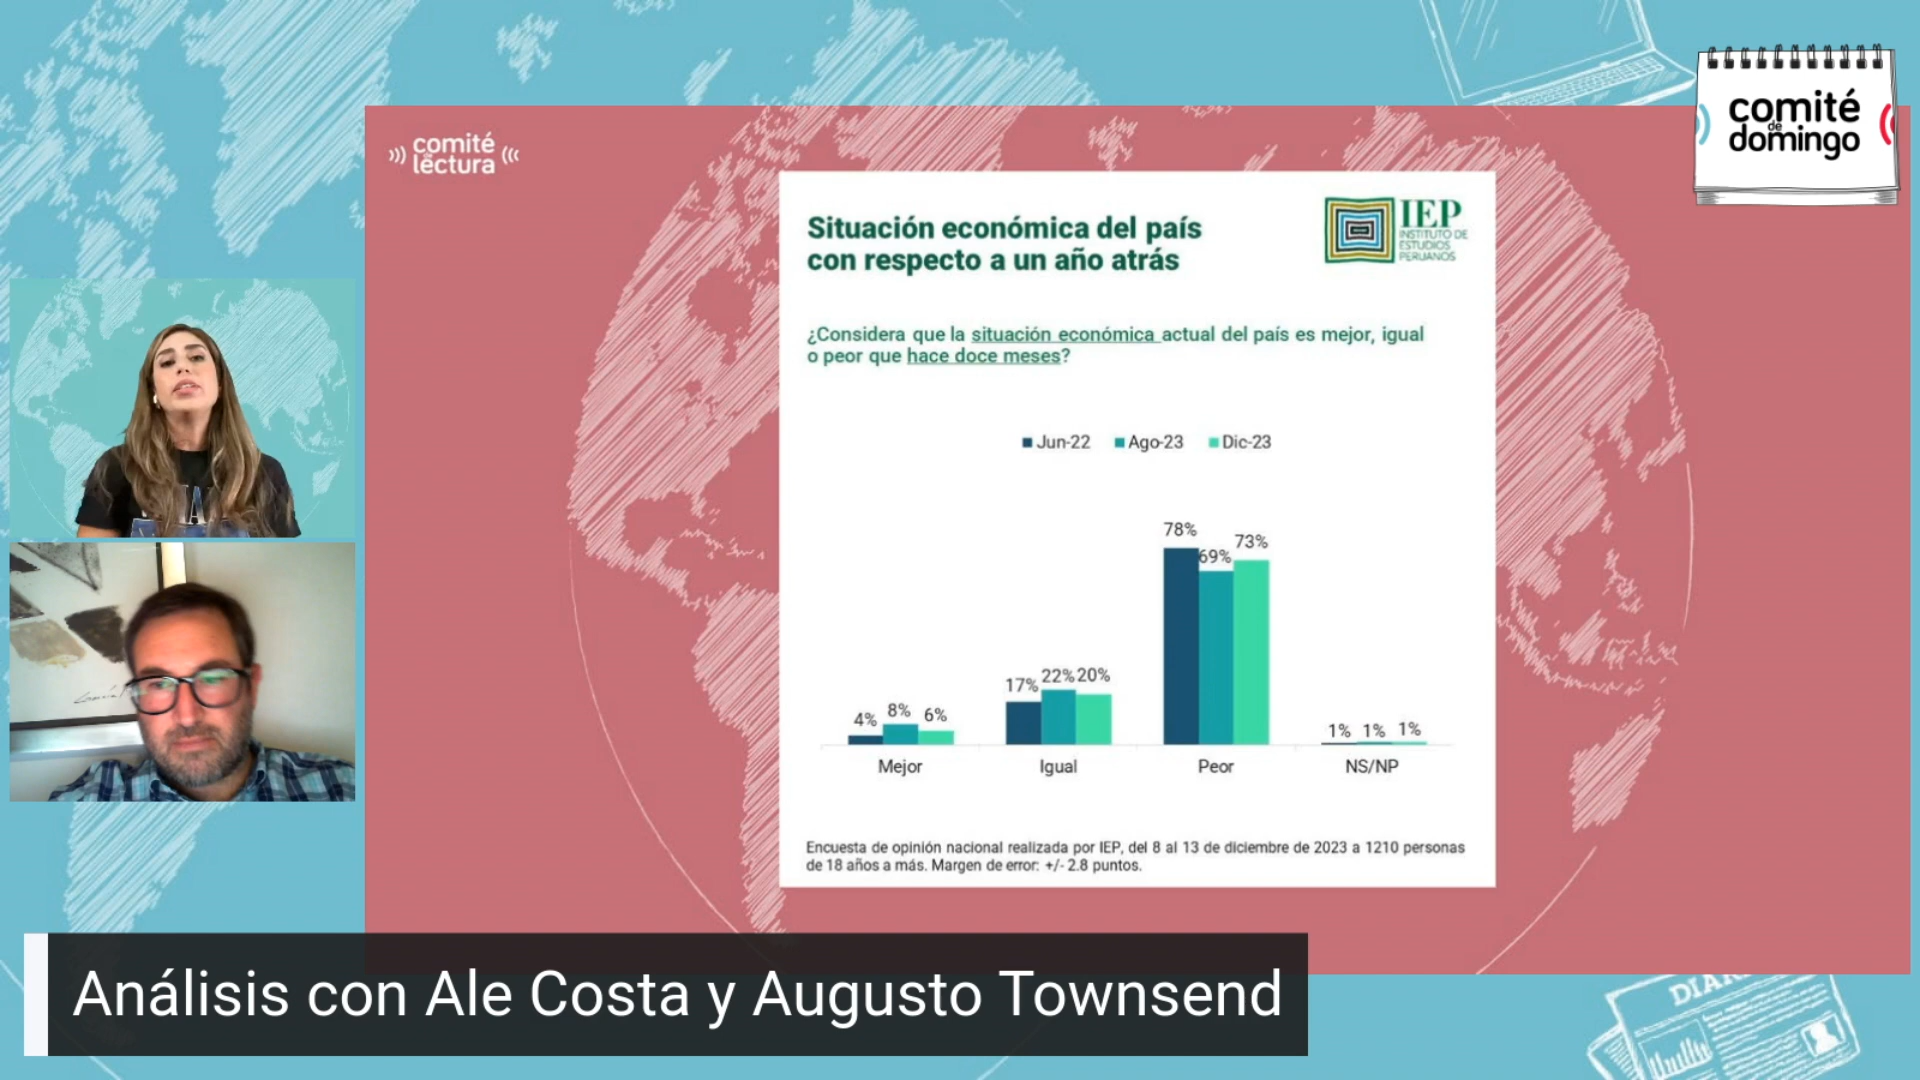 comité
de
domingo
comité
de
lectura
Situación económica del país
con respecto a un año atrás
IEP
INSTITUTO DE
ESTUDIOS
PERUANOS
¿Considera que la situación económica actual del país es mejor, igual
o peor que hace doce meses?
Jun-22 Ago-23 Dic-23
4% 8% 6%
17% 22% 20%
78% 69% 73%
1% 1% 1%
Mejor Igual Peor NS/NP
Encuesta de opinión nacional realizada por IEP, del 8 al 13 de diciembre de 2023 a 1210 personas
de 18 años a más. Margen de error: +/- 2.8 puntos.
Análisis con Ale Costa y Augusto Townsend